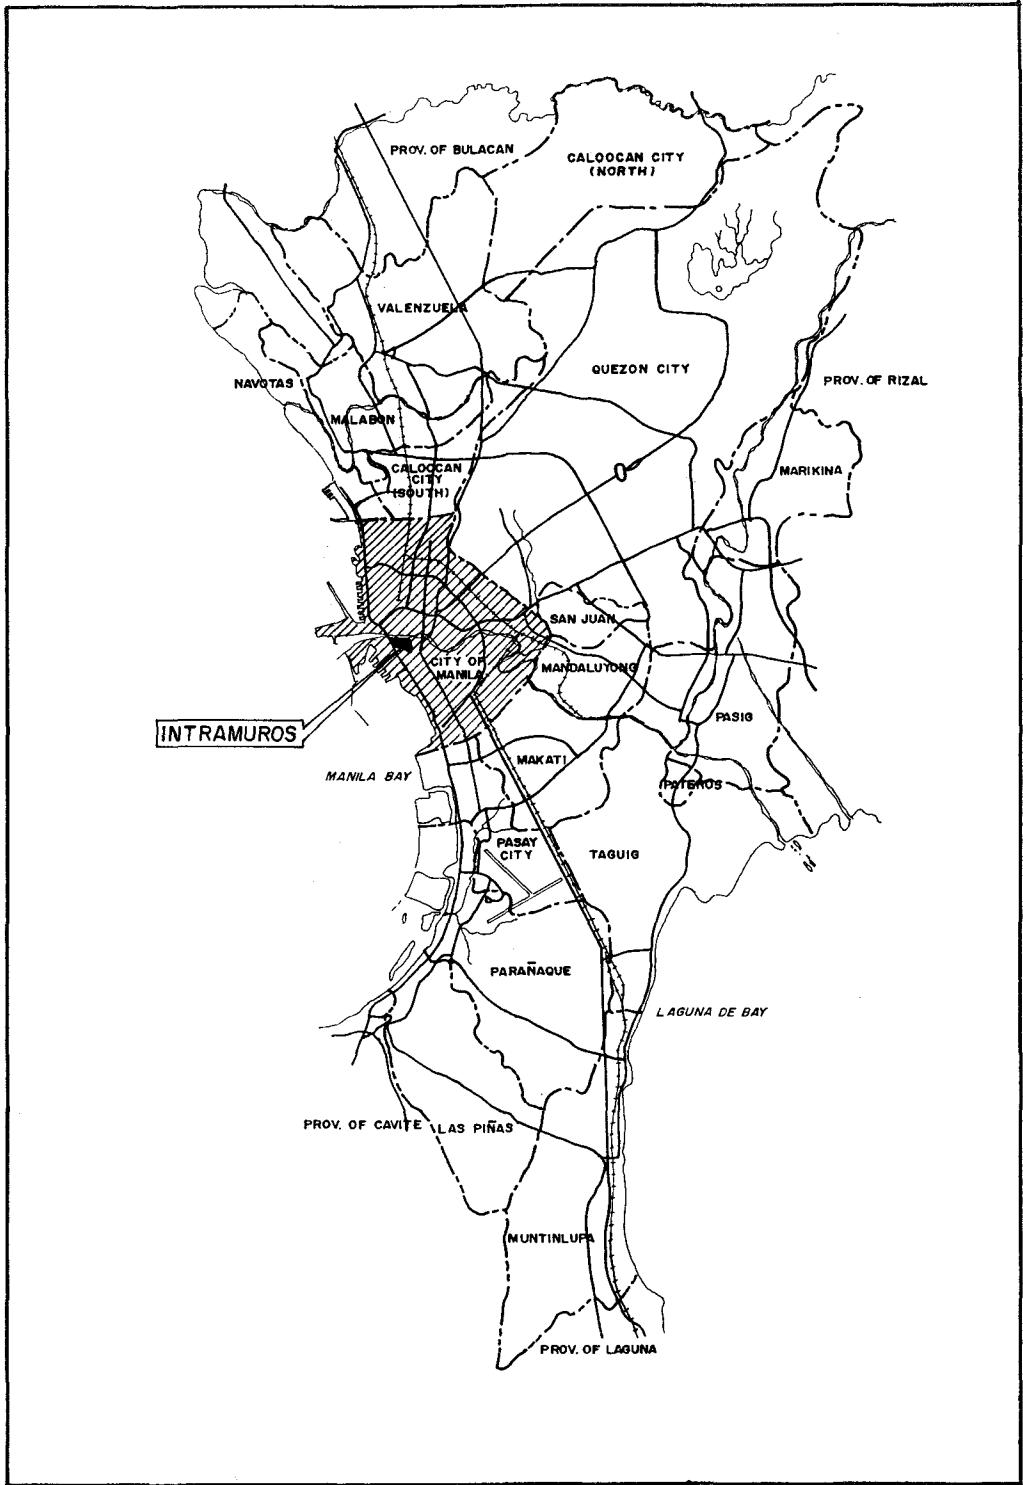 PROV. OF BULACAN
CALOOCAN CITY
(NORTH)
VALENZUELA
QUEZON CITY
PROV. OF RIZAL
NAVOTAS
MALABON
CALOOCAN
CITY
(SOUTH)
MARIKINA
SAN JUAN
CITY OF
MANILA
MANDALUYONG
INTRAMUROS
PASIG
MANILA BAY
MAKATI
PATEROS
PASAY
CITY
TAGUIG
PARAÑAQUE
LAGUNA DE BAY
PROV. OF CAVITE
LAS PIÑAS
MUNTINLUPA
PROV. OF LAGUNA